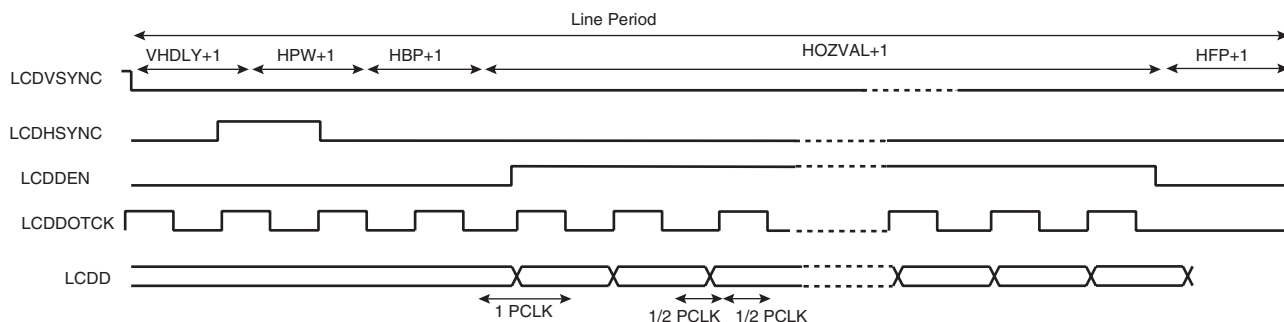 Line Period
VHDLY+1 HPW+1 HBP+1 HOZVAL+1 HFP+1
LCDVSYNC
LCDHSYNC
LCDDEN
LCDDOTCK
LCDD
1 PCLK 1/2 PCLK 1/2 PCLK